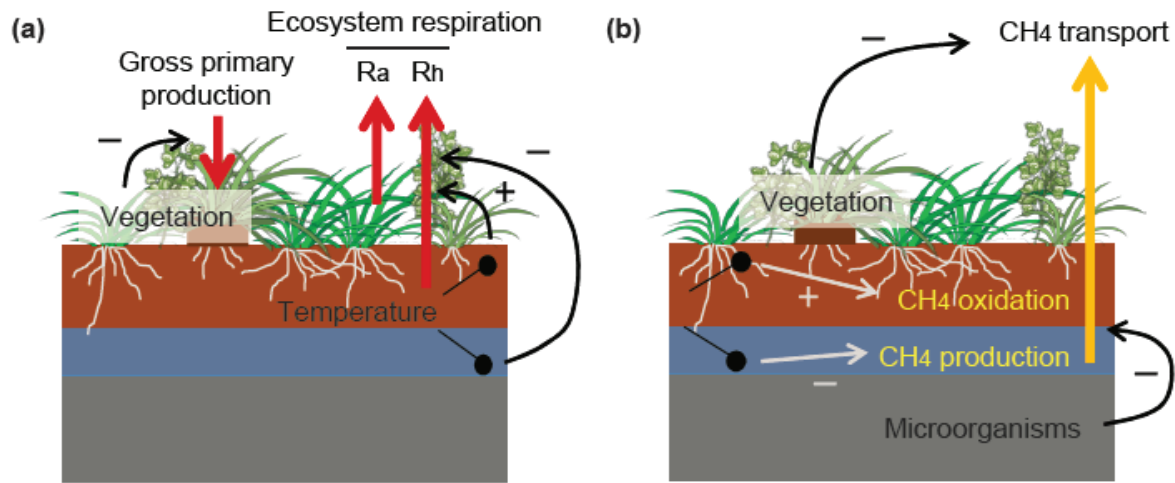 (a)
Ecosystem respiration
Gross primary
production
Ra
Rh
−
−
+
Vegetation
Temperature
(b)
CH4 transport
−
Vegetation
+
CH4 oxidation
CH4 production
−
−
Microorganisms